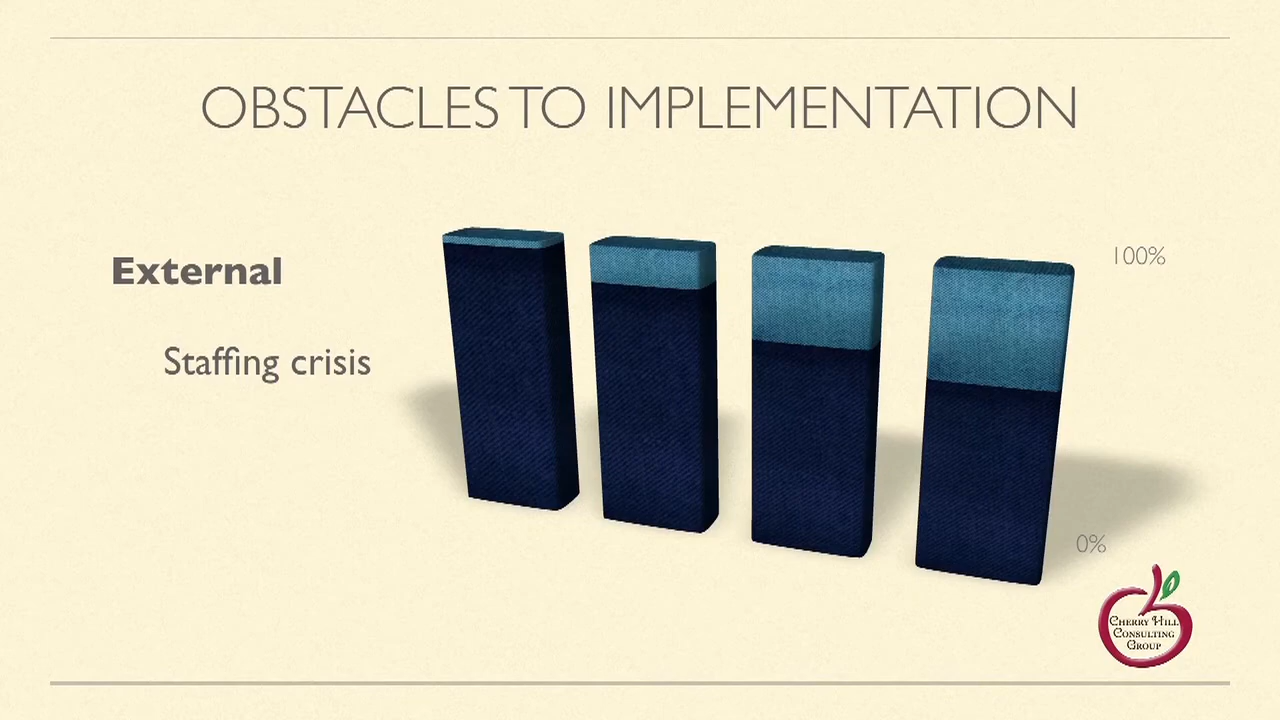 OBSTACLES TO IMPLEMENTATION
External
Staffing crisis
100%
0%
CHERRY HILL
CONSULTING
GROUP